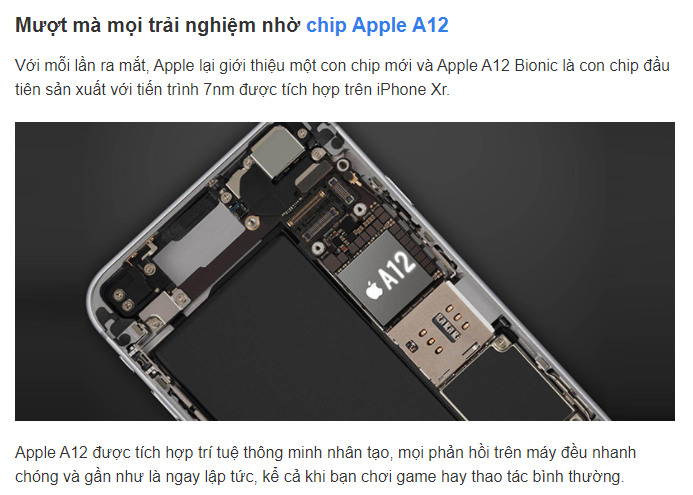 Mượt mà mọi trải nghiệm nhờ chip Apple A12
Với mỗi lần ra mắt, Apple lại giới thiệu một con chip mới và Apple A12 Bionic là con chip đầu
tiên sản xuất với tiến trình 7nm được tích hợp trên iPhone Xr.
A12
Apple A12 được tích hợp trí tuệ thông minh nhân tạo, mọi phản hồi trên máy đều nhanh
chóng và gần như là ngay lập tức, kể cả khi bạn chơi game hay thao tác bình thường.